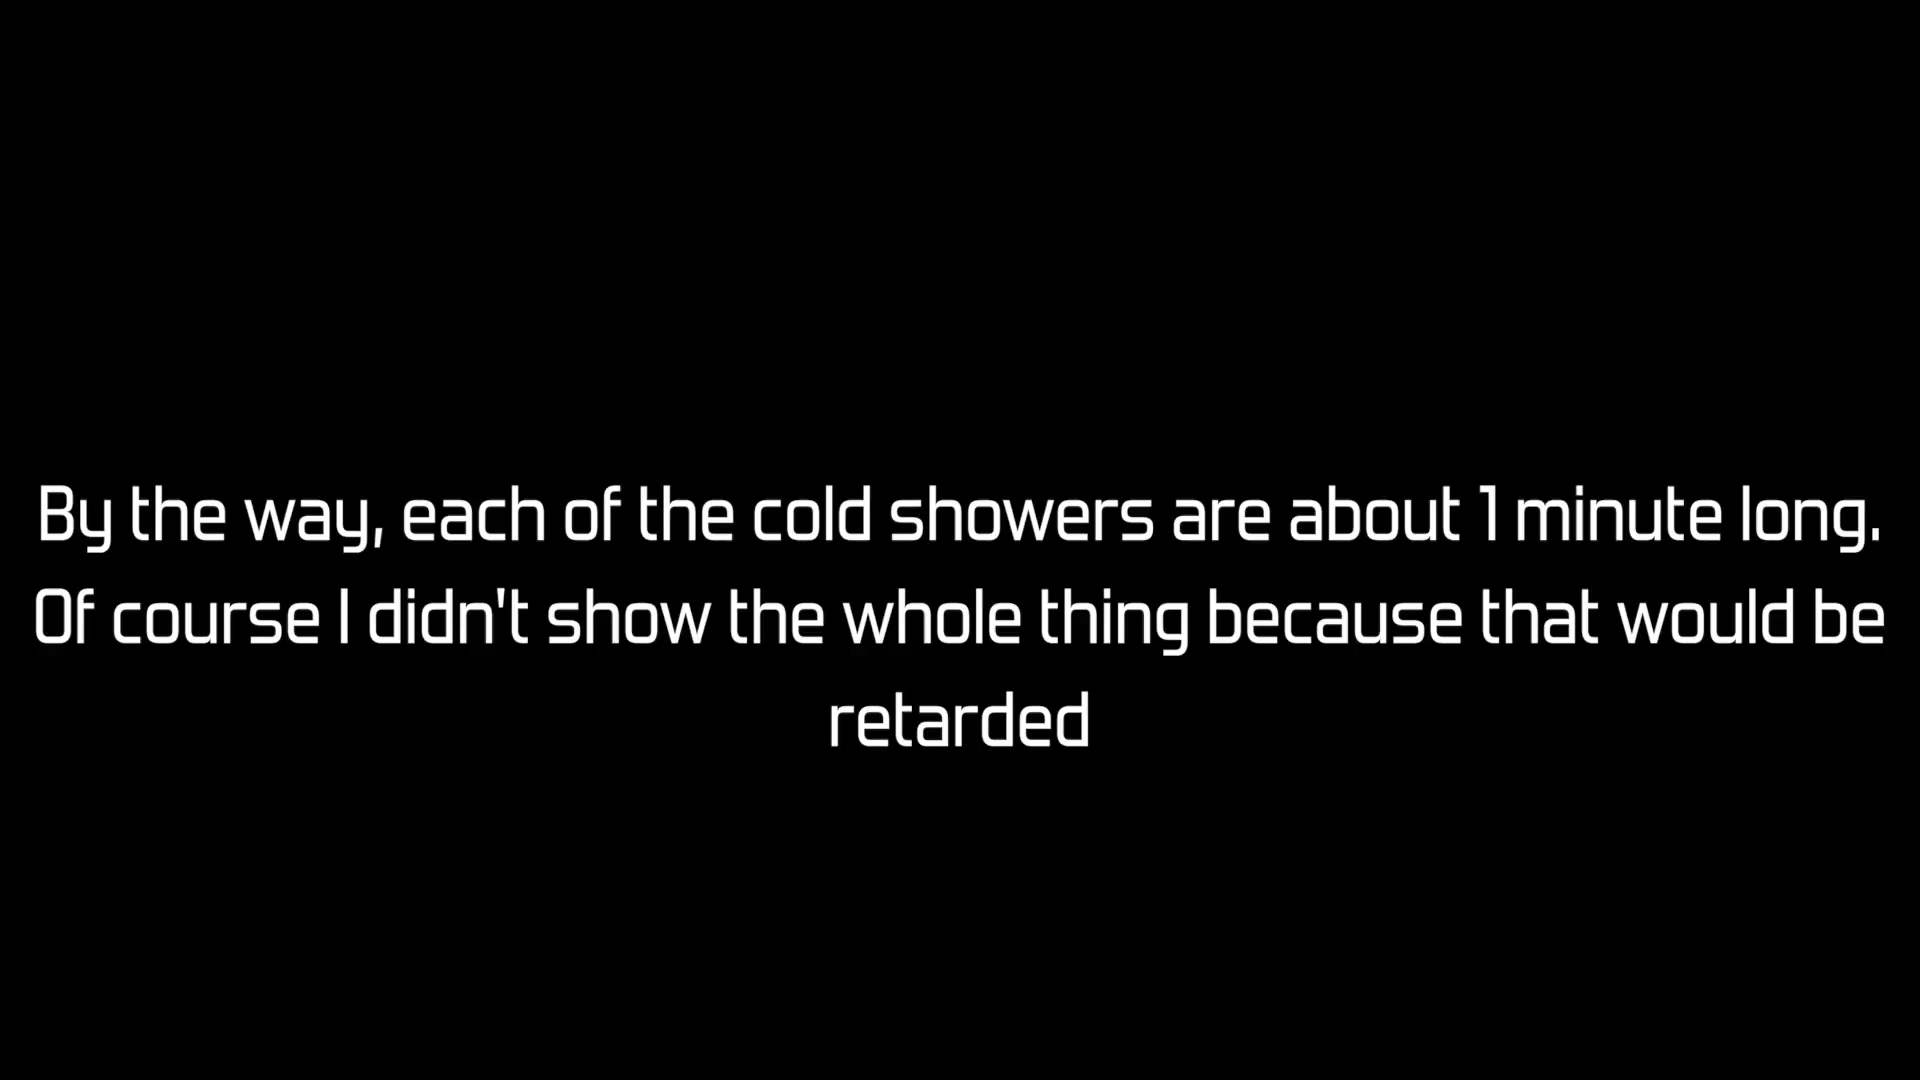 By the way, each of the cold showers are about 1 minute long.
Of course I didn't show the whole thing because that would be
retarded